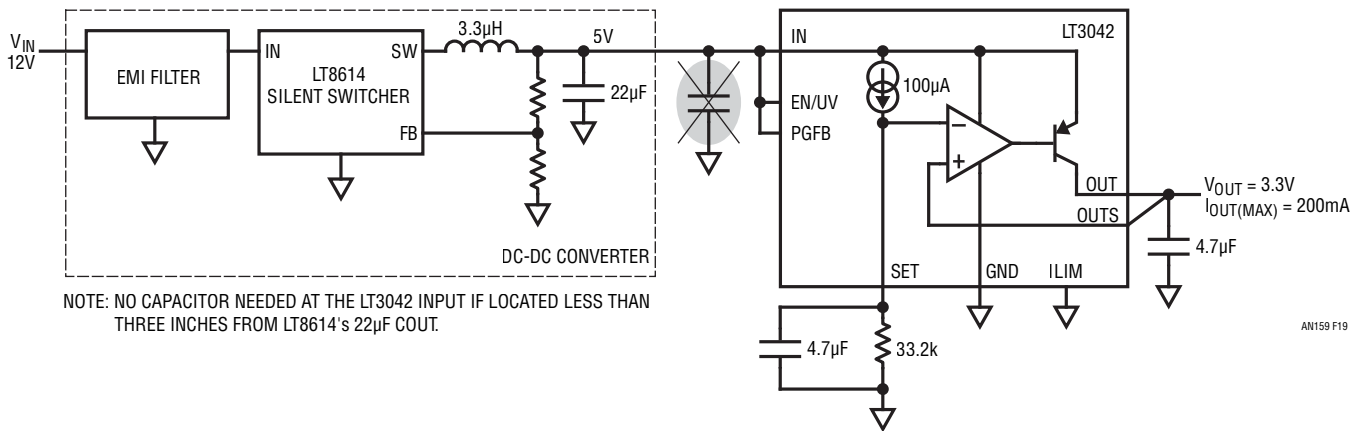 VIN
12V
EMI FILTER
IN
LT8614
SILENT SWITCHER
SW
FB
3.3µH
5V
22µF
DC-DC CONVERTER
NOTE: NO CAPACITOR NEEDED AT THE LT3042 INPUT IF LOCATED LESS THAN
THREE INCHES FROM LT8614's 22µF COUT.
IN
LT3042
EN/UV
PGFB
100µA
−
+
OUT
OUTS
SET
GND
ILIM
VOUT = 3.3V
IOUT(MAX) = 200mA
4.7µF
4.7µF
33.2k
AN159 F19